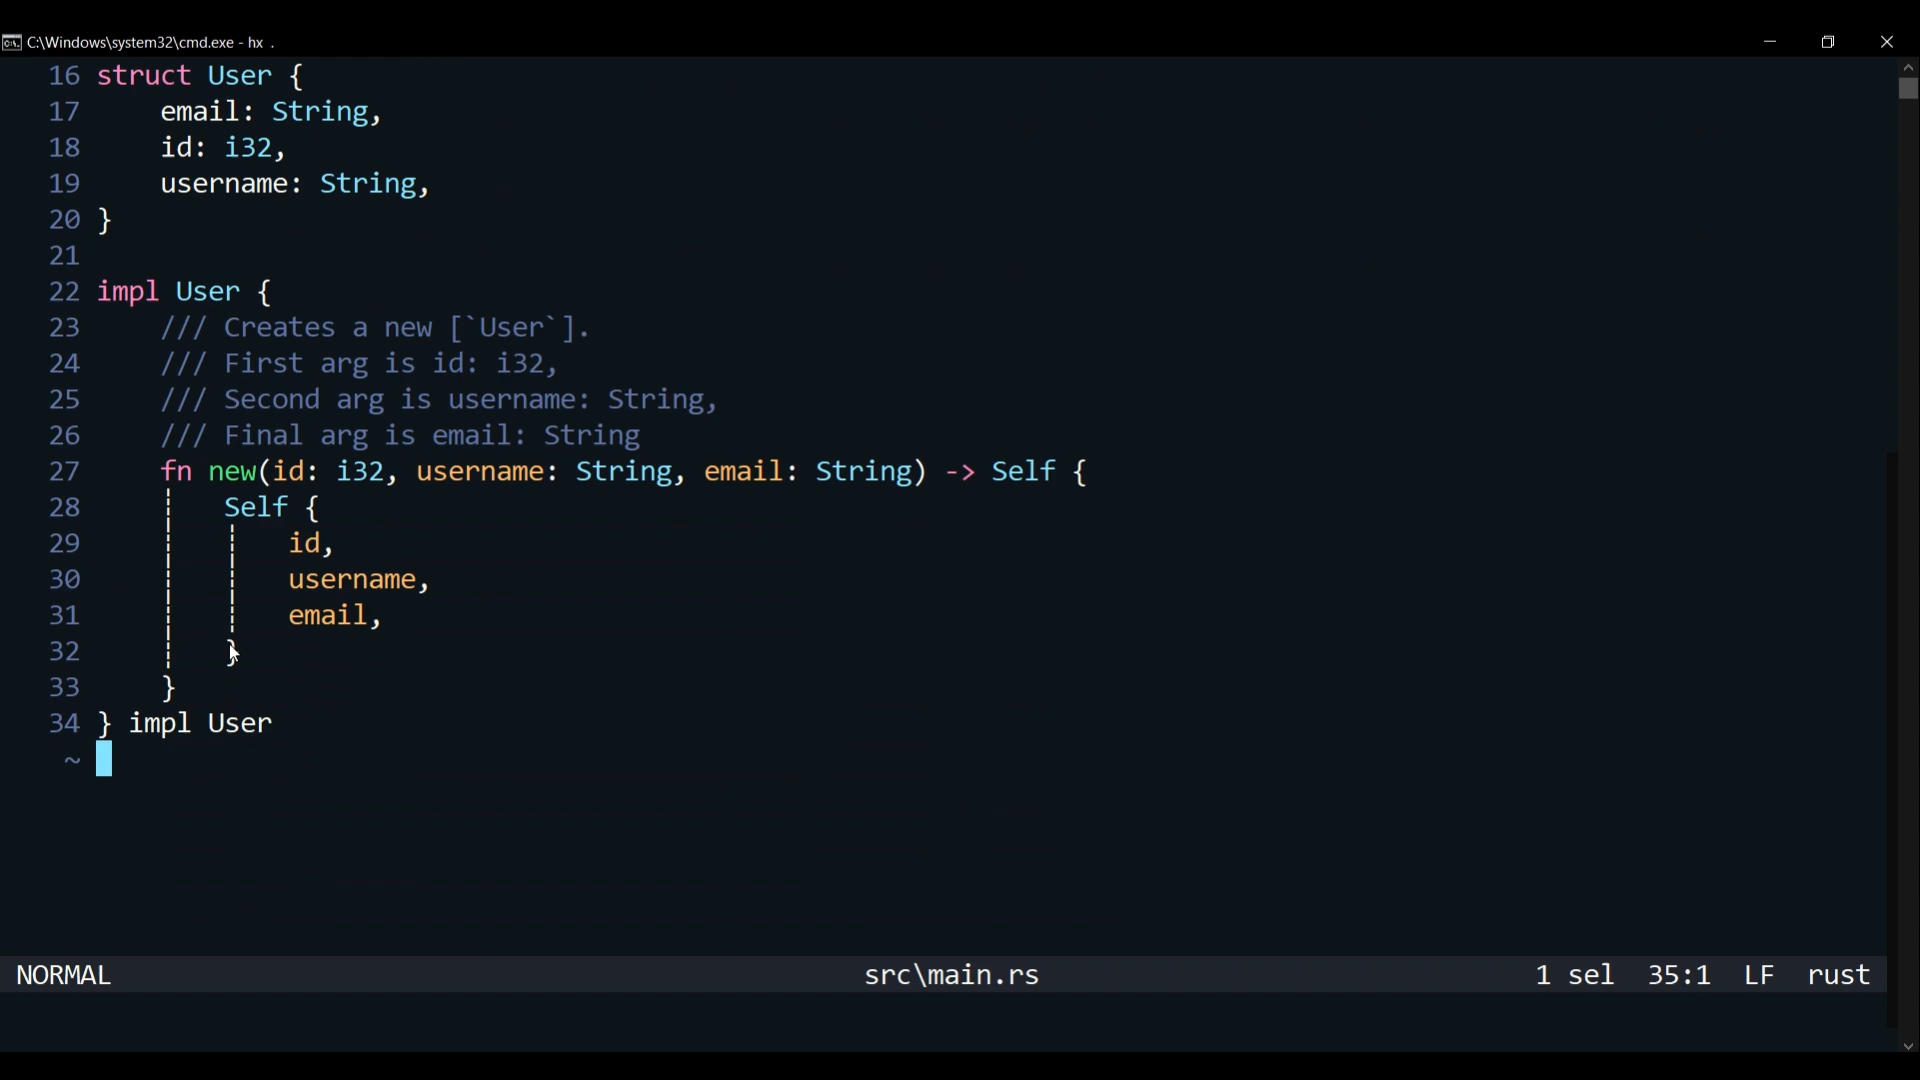 C:\Windows\system32\cmd.exe - hx .
16 struct User {
17     email: String,
18     id: i32,
19     username: String,
20 }
21
22 impl User {
23     /// Creates a new [`User`].
24     /// First arg is id: i32,
25     /// Second arg is username: String,
26     /// Final arg is email: String
27     fn new(id: i32, username: String, email: String) -> Self {
28         Self {
29             id,
30             username,
31             email,
32         }
33     }
34 } impl User
~
NORMAL src\main.rs 1 sel 35:1 LF rust